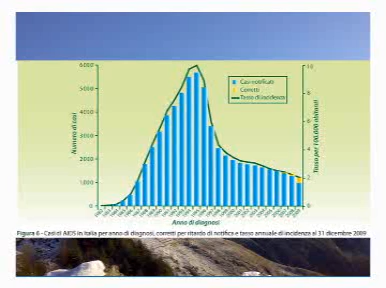 6000
5000
4000
3000
2000
1000
0
Numero di casi
10
8
6
4
2
0
Tasso per 100.000 abitanti
Casi notificati
Corretti
Tasso di incidenza
Anno di diagnosi
Figura 6 - Casi di AIDS in Italia per anno di diagnosi, corretti per ritardo di notifica e tasso annuale di incidenza al 31 dicembre 2009